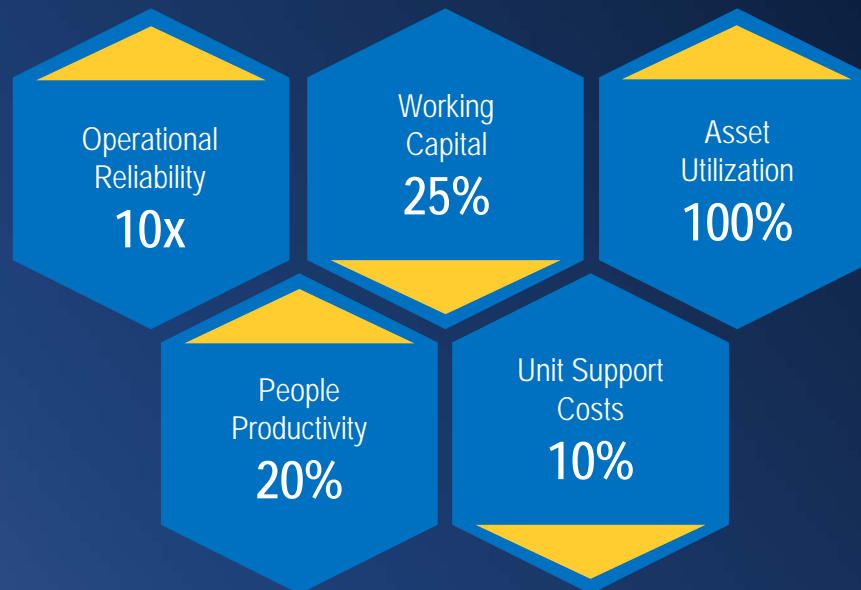 Operational
Reliability
10x
Working
Capital
25%
Asset
Utilization
100%
People
Productivity
20%
Unit Support
Costs
10%